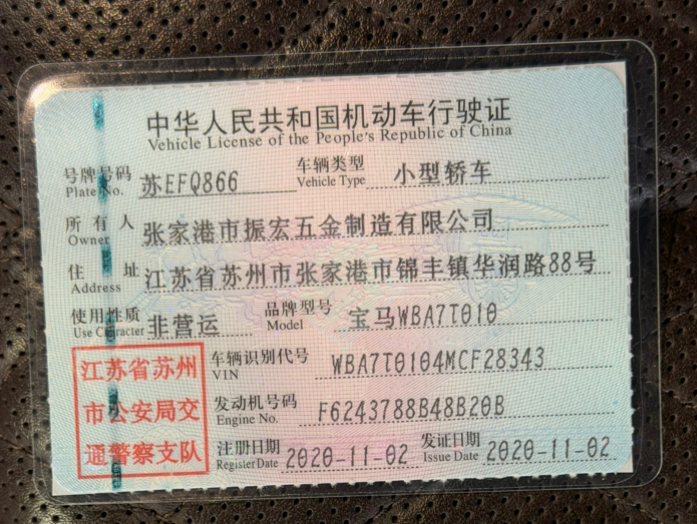 中华人民共和国机动车行驶证
Vehicle License of the People's Republic of China
号牌号码 苏EFQ866 车辆类型 小型轿车
Plate No. Vehicle Type
所有人 张家港市振宏五金制造有限公司
Owner
住址 江苏省苏州市张家港市锦丰镇华润路88号
Address
使用性质 非营运 品牌型号 宝马WBA7T010
Use Character Model
江苏省苏州
市公安局交
通警察支队
车辆识别代号 WBA7T0104MCF28343
VIN
发动机号码 F6243788B48B20B
Engine No.
注册日期 2020-11-02 发证日期 2020-11-02
Register Date Issue Date